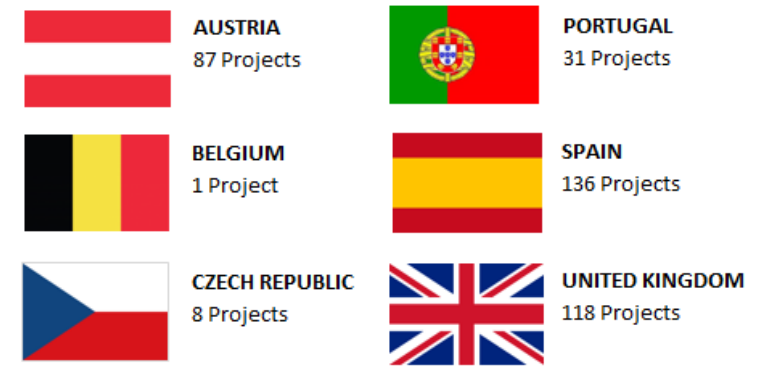 AUSTRIA
87 Projects
PORTUGAL
31 Projects
BELGIUM
1 Project
SPAIN
136 Projects
CZECH REPUBLIC
8 Projects
UNITED KINGDOM
118 Projects